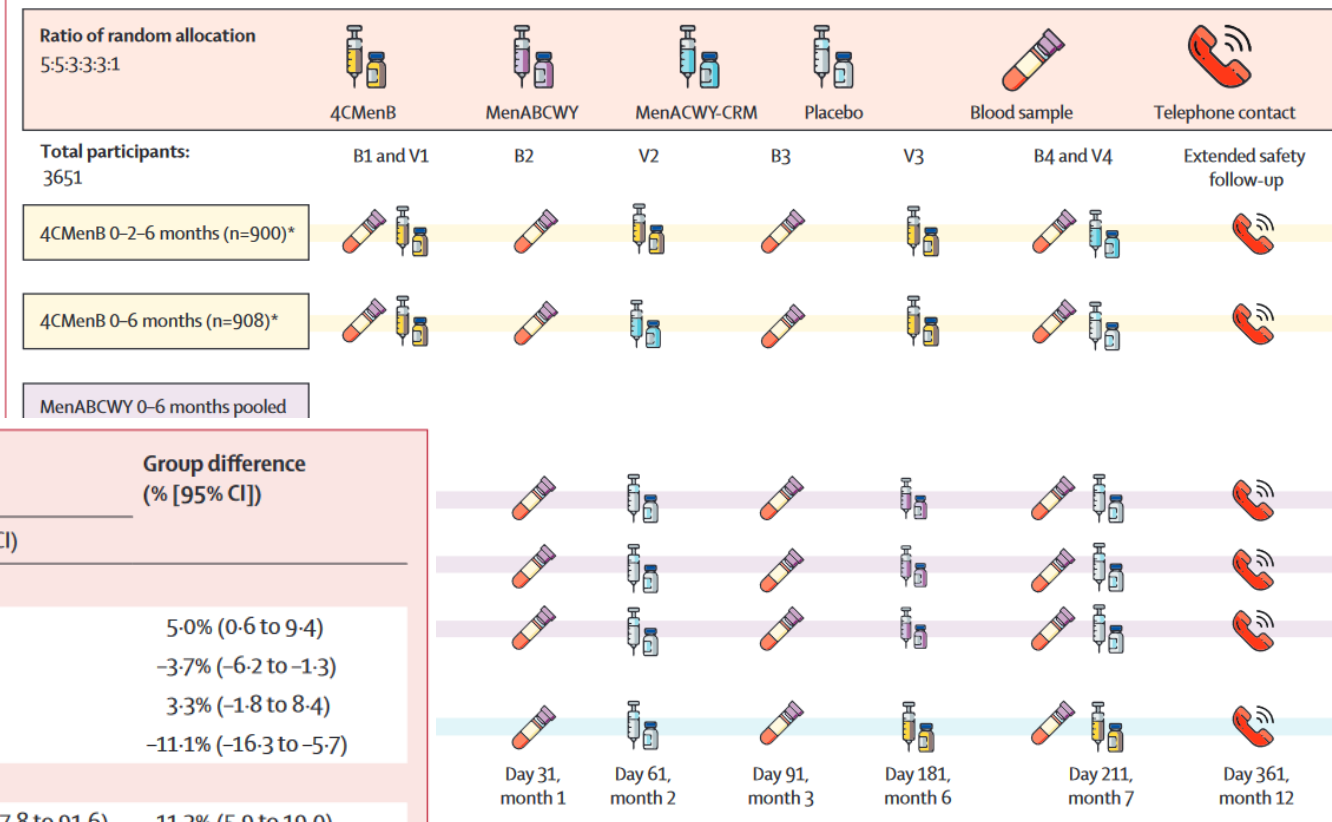 Ratio of random allocation
5:5:3:3:3:1
4CMenB
MenABCWY
MenACWY-CRM
Placebo
Blood sample
Telephone contact
Total participants:
3651
B1 and V1
B2
V2
B3
V3
B4 and V4
Extended safety
follow-up
4CMenB 0–2–6 months (n=900)*
4CMenB 0–6 months (n=908)*
MenABCWY 0–6 months pooled
Group difference
(% [95% CI])
CI)
5·0% (0·6 to 9·4)
–3·7% (–6·2 to –1·3)
3·3% (–1·8 to 8·4)
–11·1% (–16·3 to –5·7)
Day 31,
month 1
Day 61,
month 2
Day 91,
month 3
Day 181,
month 6
Day 211,
month 7
Day 361,
month 12